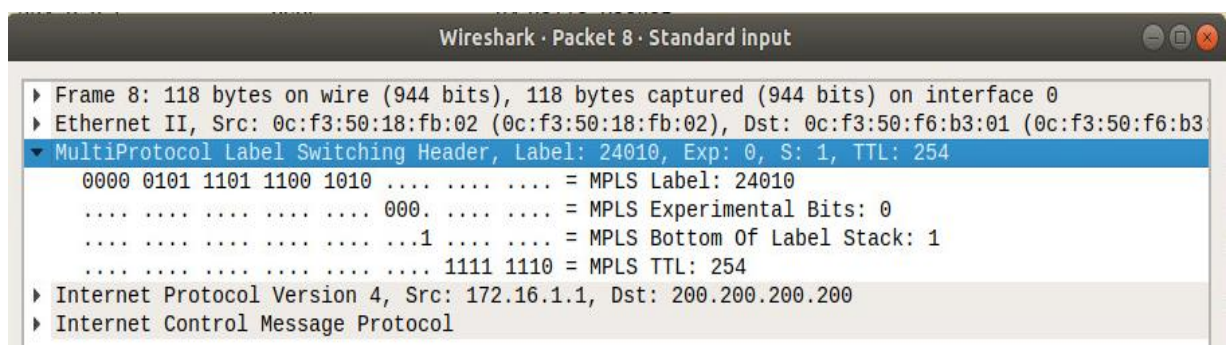 Wireshark · Packet 8 · Standard input
Frame 8: 118 bytes on wire (944 bits), 118 bytes captured (944 bits) on interface 0
Ethernet II, Src: 0c:f3:50:18:fb:02 (0c:f3:50:18:fb:02), Dst: 0c:f3:50:f6:b3:01 (0c:f3:50:f6:b3:
MultiProtocol Label Switching Header, Label: 24010, Exp: 0, S: 1, TTL: 254
0000 0101 1101 1100 1010 .... .... .... = MPLS Label: 24010
.... .... .... .... .... 000. .... .... = MPLS Experimental Bits: 0
.... .... .... .... .... ...1 .... .... = MPLS Bottom Of Label Stack: 1
.... .... .... .... .... .... 1111 1110 = MPLS TTL: 254
Internet Protocol Version 4, Src: 172.16.1.1, Dst: 200.200.200.200
Internet Control Message Protocol